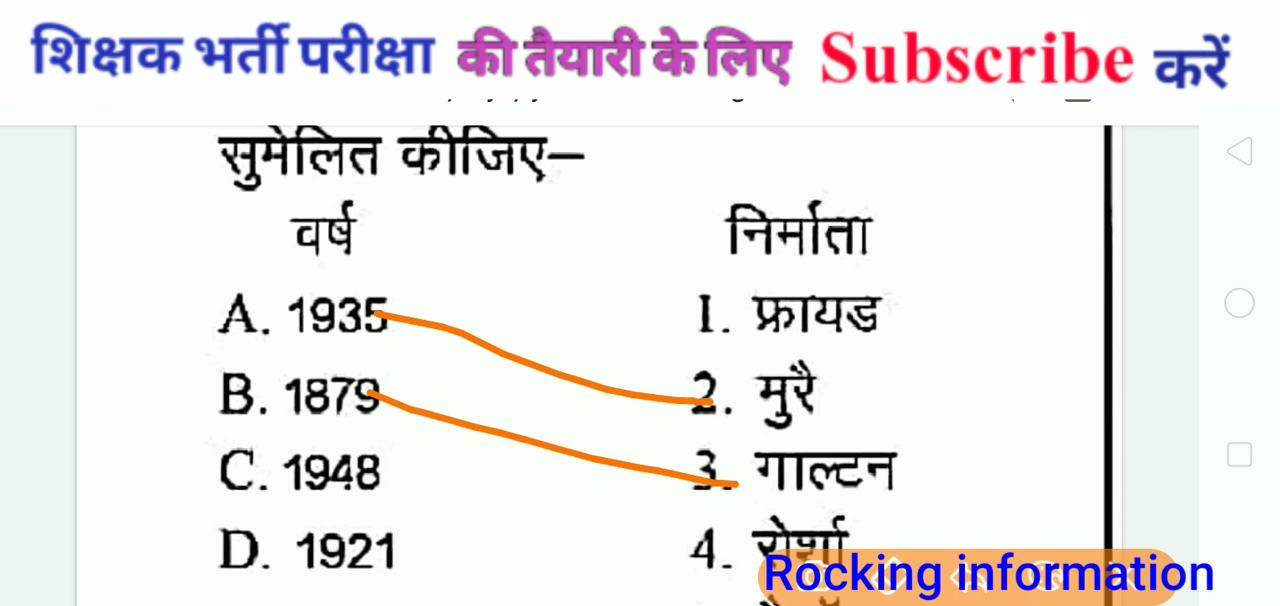 शिक्षक भर्ती परीक्षा की तैयारी के लिए Subscribe करें
सुमेलित कीजिए–
वर्ष निर्माता
A. 1935 1. फ्रायड
B. 1879 2. मुरै
C. 1948 3. गाल्टन
D. 1921 4. रोर्शा
Rocking information